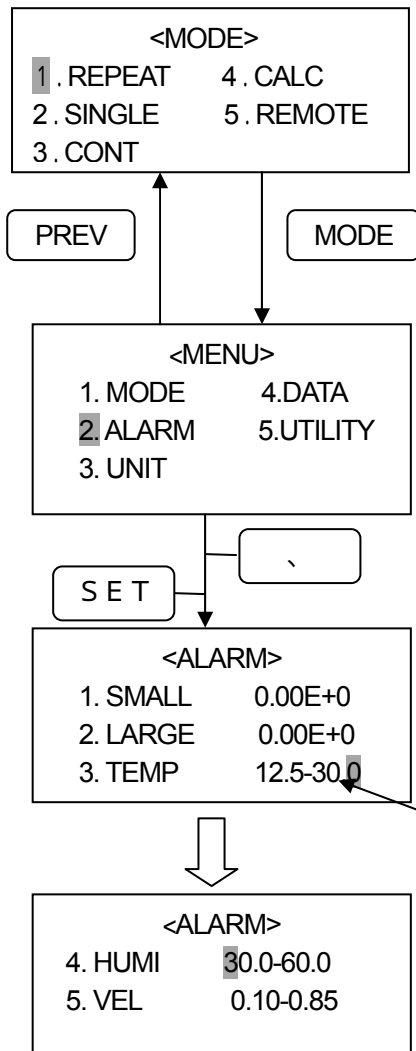 <MODE>
1 . REPEAT 4 . CALC
2 . SINGLE 5 . REMOTE
3 . CONT
PREV MODE
<MENU>
1. MODE 4.DATA
2. ALARM 5.UTILITY
3. UNIT
、
S E T
<ALARM>
1. SMALL 0.00E+0
2. LARGE 0.00E+0
3. TEMP 12.5-30.0
<ALARM>
4. HUMI 30.0-60.0
5. VEL 0.10-0.85